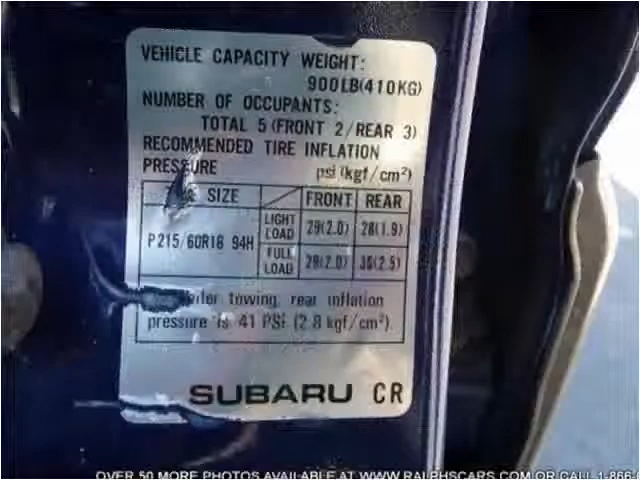 VEHICLE CAPACITY WEIGHT:
900LB(410KG)
NUMBER OF OCCUPANTS:
TOTAL 5 (FRONT 2/REAR 3)
RECOMMENDED TIRE INFLATION
PRESSURE psi(kgf/cm²)
SIZE FRONT REAR
LIGHT LOAD 29(2.0) 28(1.9)
P215/60R16 94H
FULL LOAD 29(2.0) 36(2.5)
towing, rear inflation
pressure is 41 PSI (2.8 kgf/cm²).
SUBARU CR
OVER 50 MORE PHOTOS AVAILABLE AT WWW.RALPHSCARS.COM OR CALL 1-866-